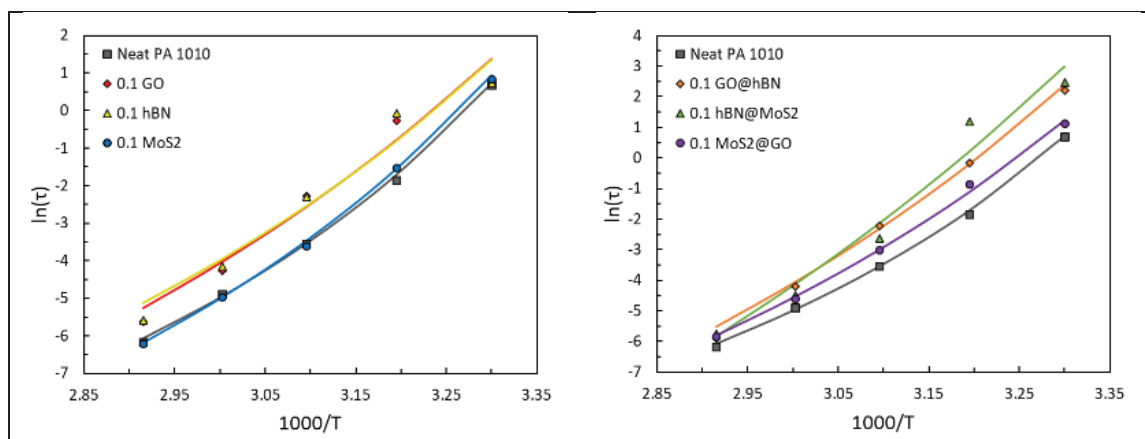 2
1
0
-1
-2
-3
-4
-5
-6
-7
ln(τ)
Neat PA 1010
0.1 GO
0.1 hBN
0.1 MoS2
2.85 2.95 3.05 3.15 3.25 3.35
1000/T
4
3
2
1
0
-1
-2
-3
-4
-5
-6
-7
ln(τ)
Neat PA 1010
0.1 GO@hBN
0.1 hBN@MoS2
0.1 MoS2@GO
2.85 2.95 3.05 3.15 3.25 3.35
1000/T